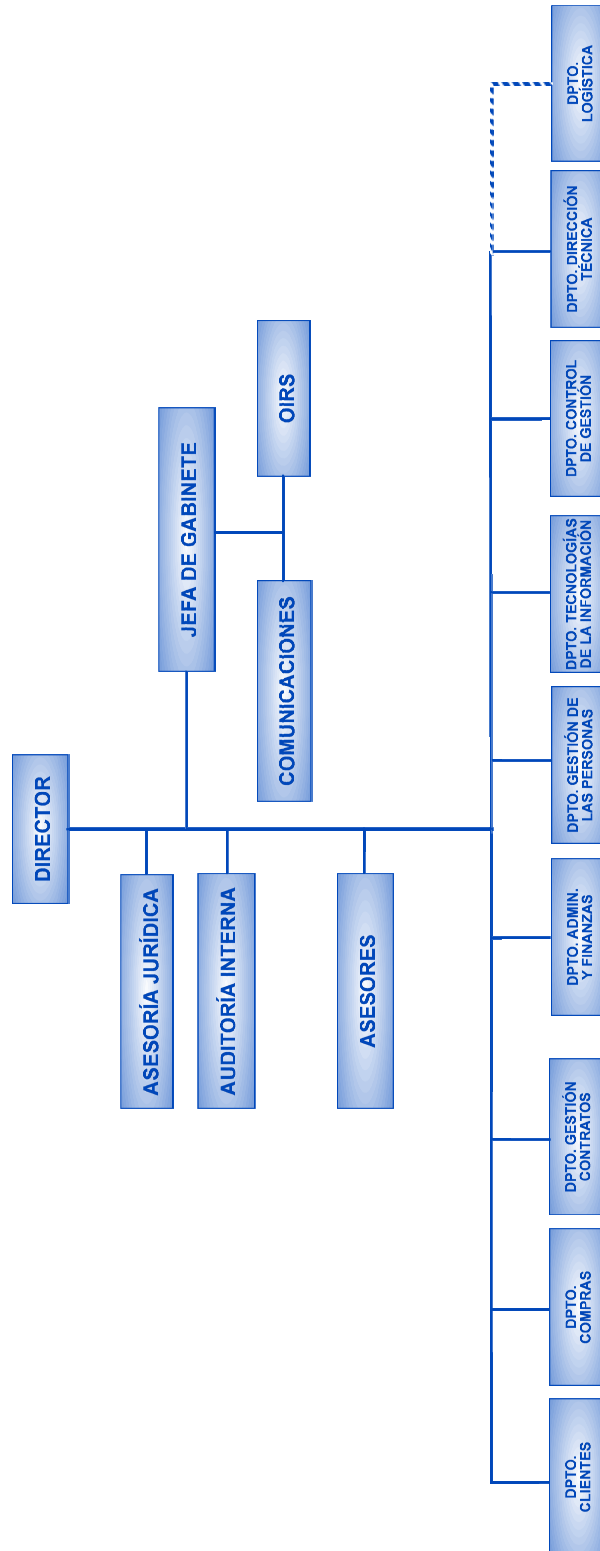 DIRECTOR
JEFA DE GABINETE
ASESORÍA JURÍDICA
AUDITORÍA INTERNA
COMUNICACIONES
OIRS
ASESORES
DPTO.
CLIENTES
DPTO.
COMPRAS
DPTO. GESTIÓN
CONTRATOS
DPTO. ADMIN.
Y FINANZAS
DPTO. GESTIÓN DE
LAS PERSONAS
DPTO. TECNOLOGÍAS
DE LA INFORMACIÓN
DPTO. CONTROL
DE GESTIÓN
DPTO. DIRECCIÓN
TÉCNICA
DPTO.
LOGÍSTICA